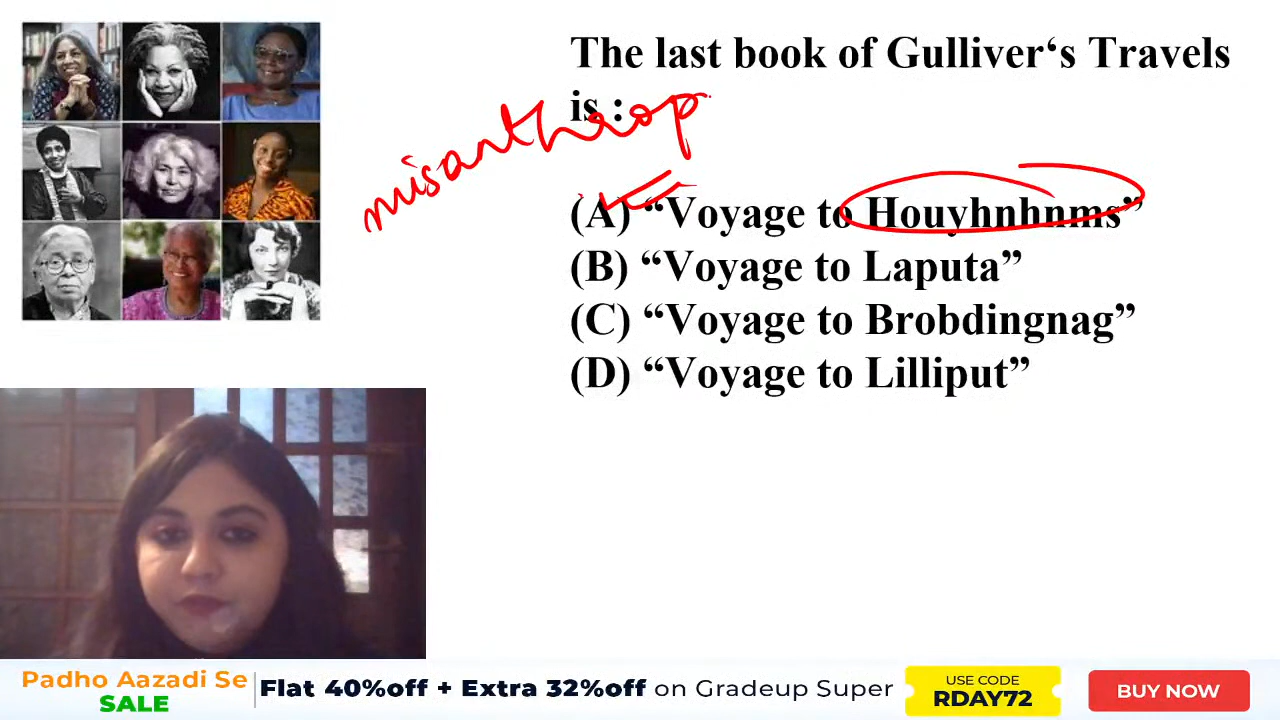 The last book of Gulliver‘s Travels
is :
misanthrop
(A) “Voyage to Houyhnhnms”
(B) “Voyage to Laputa”
(C) “Voyage to Brobdingnag”
(D) “Voyage to Lilliput”
Padho Aazadi Se
SALE
Flat 40%off + Extra 32%off on Gradeup Super
USE CODE
RDAY72
BUY NOW